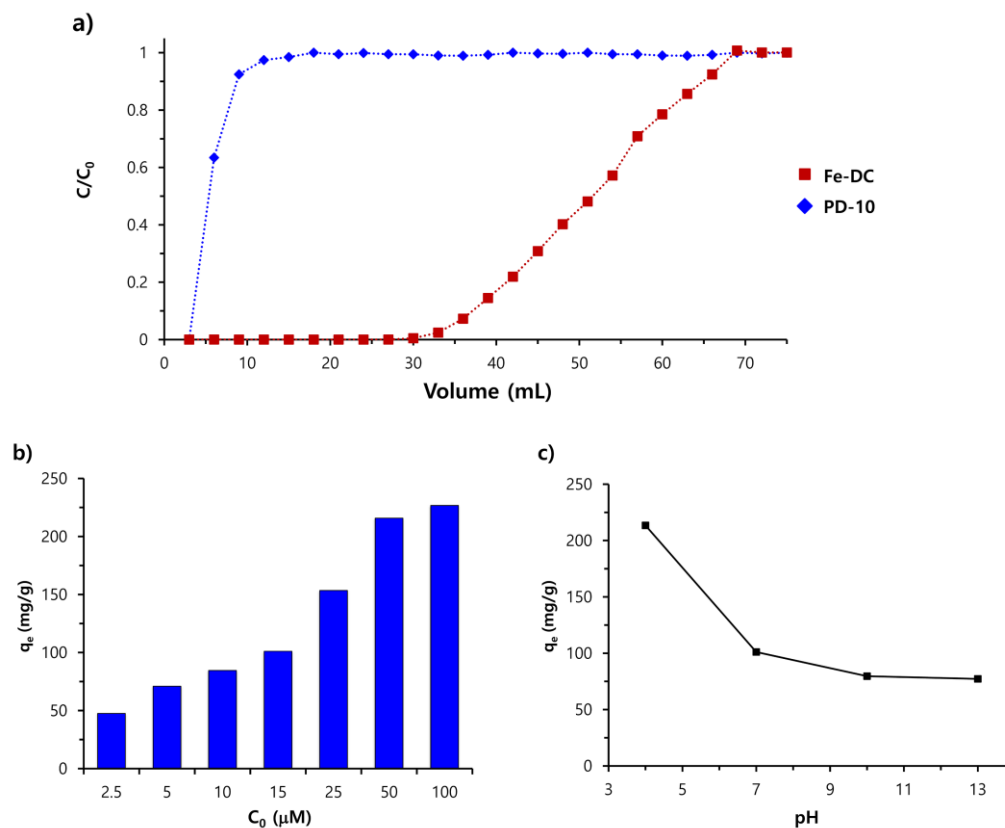 a)
C/C0
1
0.8
0.6
0.4
0.2
0
0 10 20 30 40 50 60 70
Volume (mL)
Fe-DC
PD-10
b)
qe (mg/g)
250
200
150
100
50
0
2.5 5 10 15 25 50 100
C0 (μM)
c)
qe (mg/g)
250
200
150
100
50
0
3 5 7 9 11 13
pH